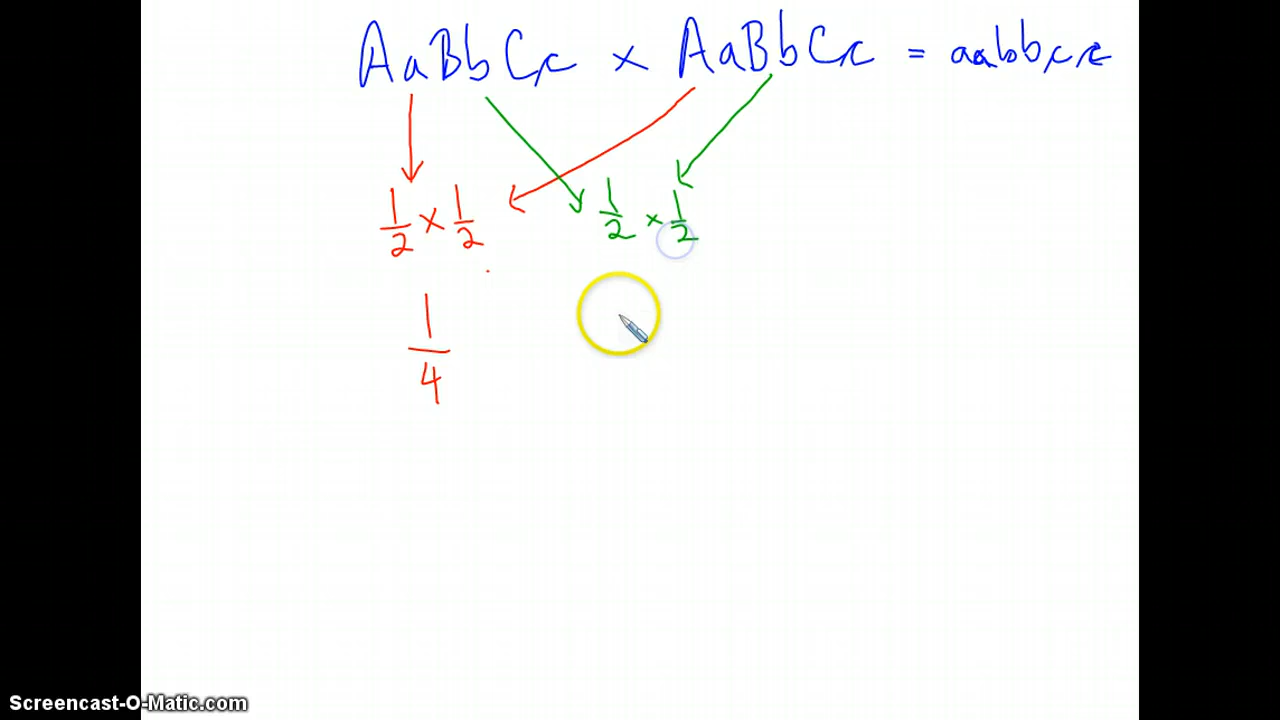 AaBbCc x AaBbCc = aabbcc
1/2 x 1/2 1/2 x 1/2
1/4
Screencast-O-Matic.com